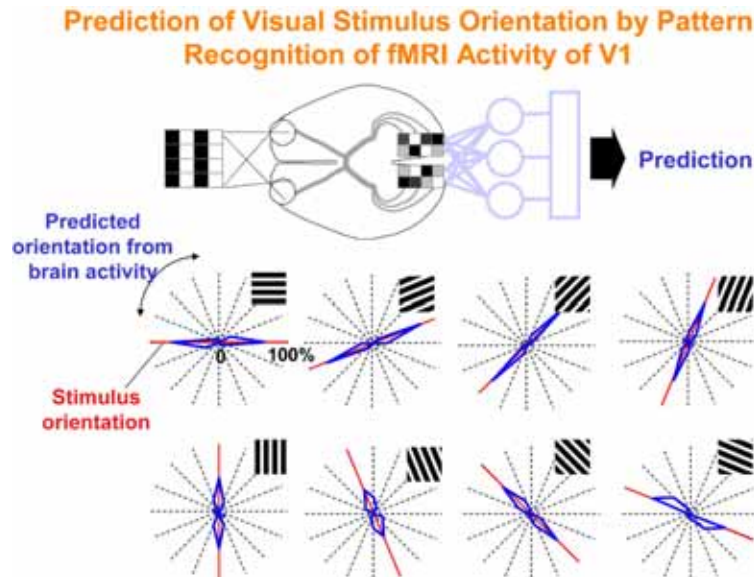 Prediction of Visual Stimulus Orientation by Pattern
Recognition of fMRI Activity of V1
Prediction
Predicted
orientation from
brain activity
0
100%
Stimulus
orientation